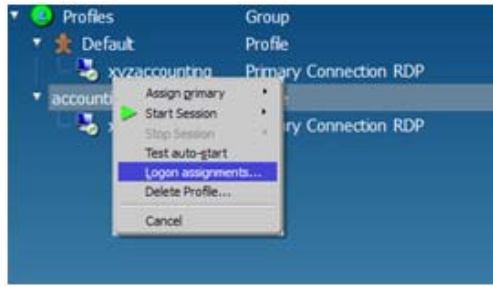 Profiles Group
Default Profile
xyzaccounting Primary Connection RDP
accounti
Assign primary
Start Session
ry Connection RDP
Stop Session
Test auto-start
Logon assignments...
Delete Profile...
Cancel